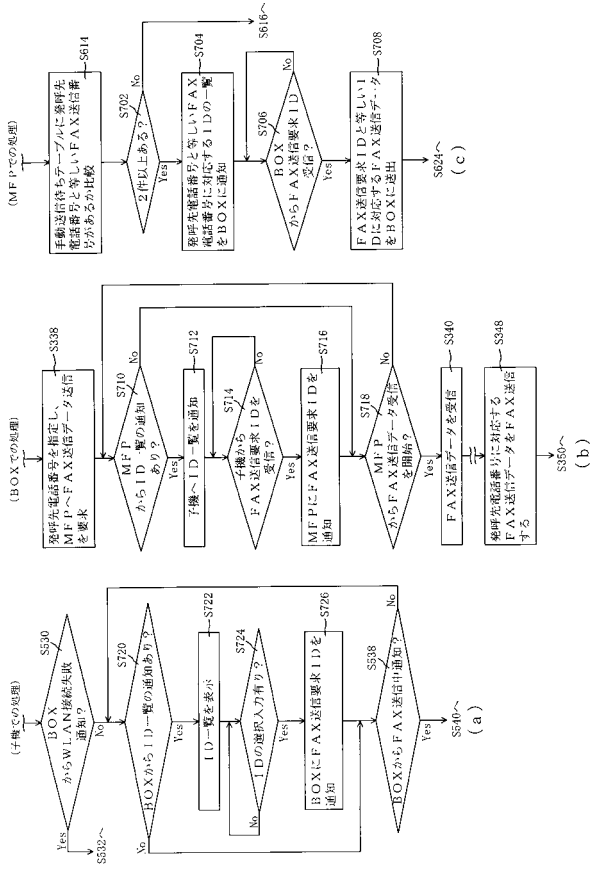 (子機での処理)
BOX
からWLAN接続失敗
通知？
S530
Yes
S532へ
No
BOXからID一覧の通知あり？
S720
No
Yes
ID一覧を表示
S722
IDの選択入力有り？
S724
No
Yes
BOXにFAX送信要求IDを
通知
S726
BOXからFAX送信中通知？
S538
No
Yes
S540へ
(a)
(BOXでの処理)
発呼先電話番号を指定し、
MFPへFAX送信データ送信
を要求
S338
MFP
からID一覧の通知
あり？
S710
No
Yes
子機へID一覧を通知
S712
子機から
FAX送信要求IDを
受信？
S714
No
Yes
MFPにFAX送信要求IDを
通知
S716
MFP
からFAX送信データ受信
を開始？
S718
No
Yes
FAX送信データを受信
S340
発呼先電話番号に対応する
FAX送信データをFAX送信
する
S348
S350へ
(b)
(MFPでの処理)
手動送信待ちテーブルに発呼先
電話番号と等しいFAX送信番
号があるか比較
S614
2件以上ある？
S702
No
S616へ
Yes
発呼先電話番号と等しいFAX
電話番号に対応するIDの一覧
をBOXに通知
S704
BOX
からFAX送信要求ID
受信？
S706
No
Yes
FAX送信要求IDと等しいI
Dに対応するFAX送信データ
をBOXに送出
S708
S624へ
(c)